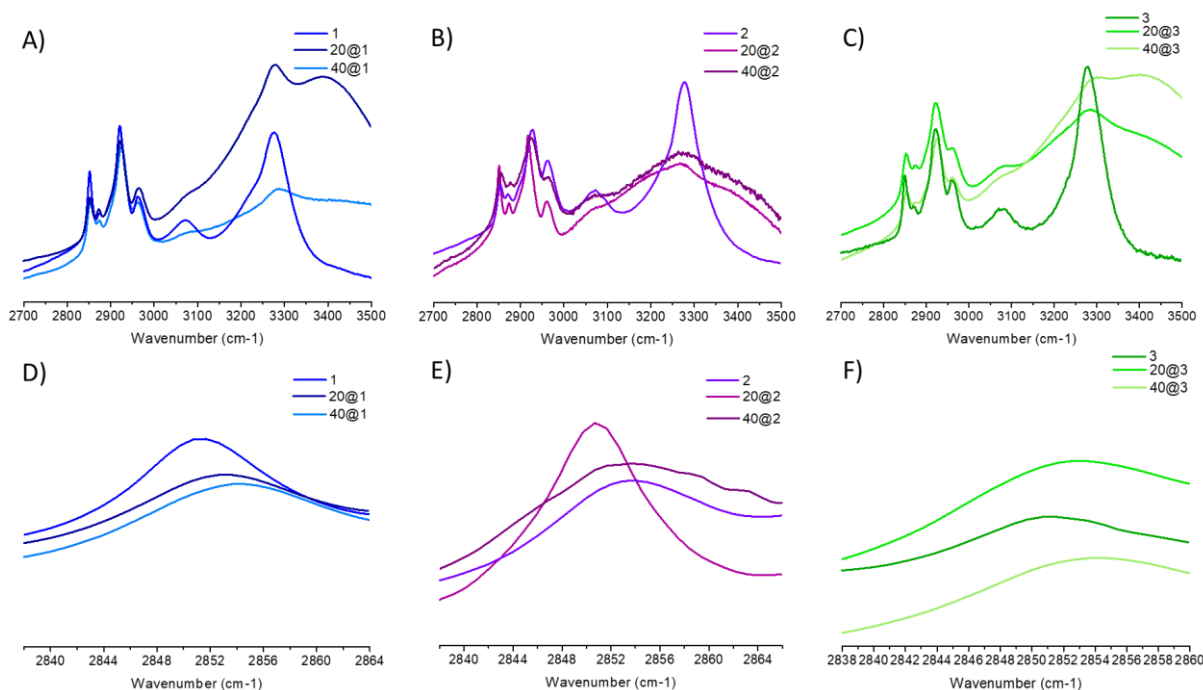 A)
1
20@1
40@1
2700 2800 2900 3000 3100 3200 3300 3400 3500
Wavenumber (cm-1)
B)
2
20@2
40@2
2700 2800 2900 3000 3100 3200 3300 3400 3500
Wavenumber (cm-1)
C)
3
20@3
40@3
2700 2800 2900 3000 3100 3200 3300 3400 3500
Wavenumber (cm-1)
D)
1
20@1
40@1
2840 2844 2848 2852 2856 2860 2864
Wavenumber (cm-1)
E)
2
20@2
40@2
2840 2844 2848 2852 2856 2860 2864
Wavenumber (cm-1)
F)
3
20@3
40@3
2838 2840 2842 2844 2846 2848 2850 2852 2854 2856 2858 2860
Wavenumber (cm-1)